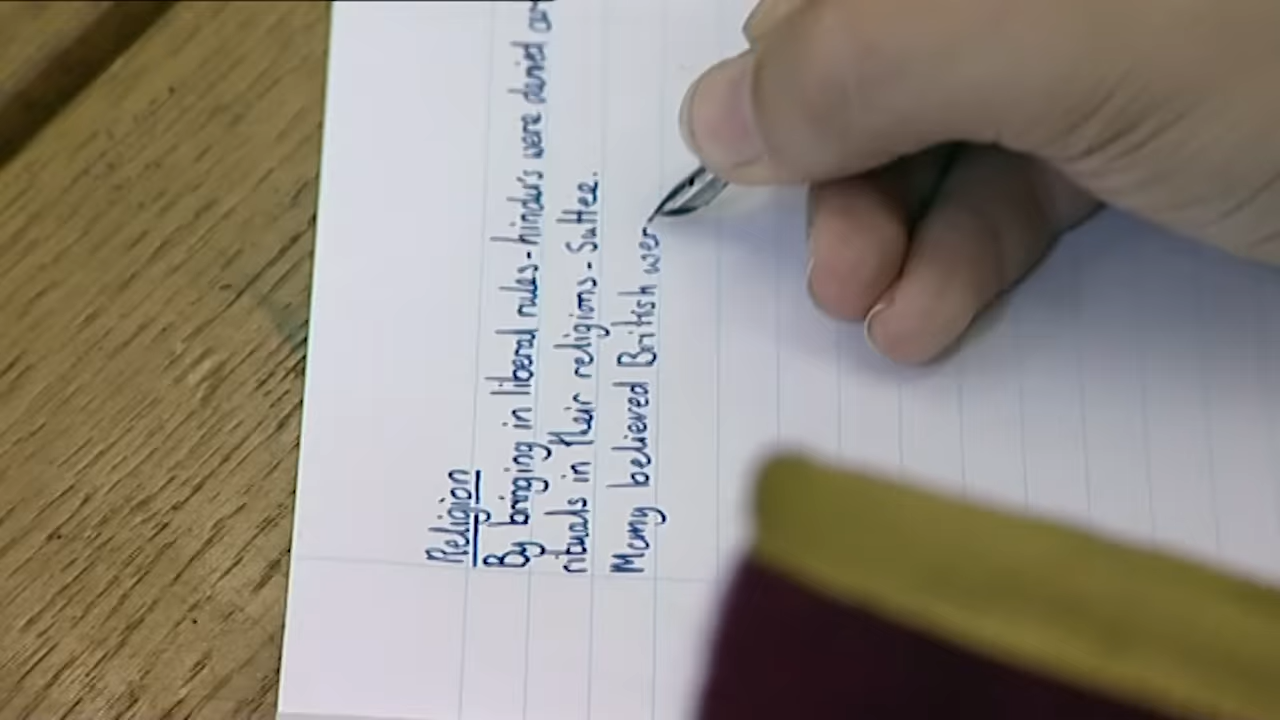 Religion
By bringing in liberal rules - hindu's were denied
rituals in their religions - Suttee.
Many believed British wer